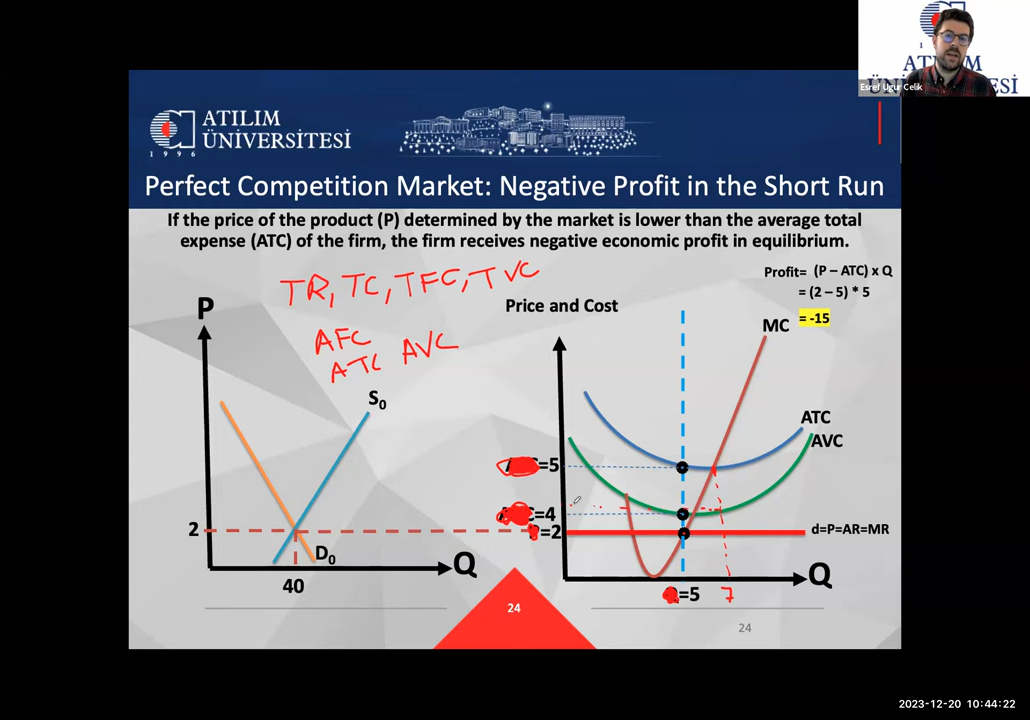 ATILIM
ÜNİVERSİTESİ
1 9 9 6
Esref Ugur Celik
Perfect Competition Market: Negative Profit in the Short Run
If the price of the product (P) determined by the market is lower than the average total
expense (ATC) of the firm, the firm receives negative economic profit in equilibrium.
TR, TC, TFC, TVC
AFC
ATC AVC
P
S0
2
D0
Q
40
Price and Cost
Profit= (P – ATC) x Q
= (2 – 5) * 5
= -15
MC
ATC
AVC
=5
=4
=2
d=P=AR=MR
Q
=5
7
24
24
2023-12-20 10:44:22